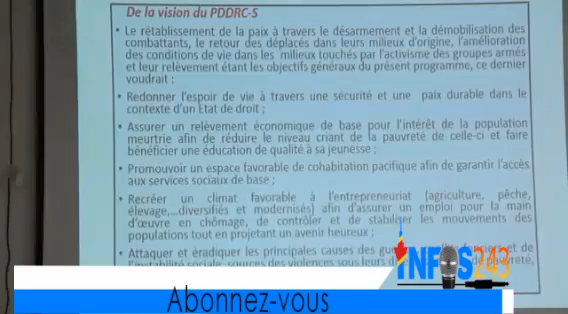 De la vision du PDDRC-S
• Le rétablissement de la paix à travers le désarmement et la démobilisation des
combattants, le retour des déplacés dans leurs milieux d'origine, l'amélioration
des conditions de vie dans les milieux touchés par l'activisme des groupes armés
et leur relèvement étant les objectifs généraux du présent programme, ce dernier
voudrait :
• Redonner l'espoir de vie à travers une sécurité et une paix durable dans le
contexte d'un Etat de droit ;
• Assurer un relèvement économique de base pour l'intérêt de la population
meurtrie afin de réduire le niveau criant de la pauvreté de celle-ci et faire
bénéficier une éducation de qualité à sa jeunesse ;
• Promouvoir un espace favorable de cohabitation pacifique afin de garantir l'accès
aux services sociaux de base ;
• Recréer un climat favorable à l'entrepreneuriat (agriculture, pêche,
élevage,...diversifiés et modernisés) afin d'assurer un emploi pour la main
d'œuvre en chômage, de contrôler et de stabiliser les mouvements des
populations tout en projetant un avenir heureux ;
• Attaquer et éradiquer les principales causes des et de
l'instabilité sociale, sources des violences sous leurs pauvreté,
INFOS243
Abonnez-vous